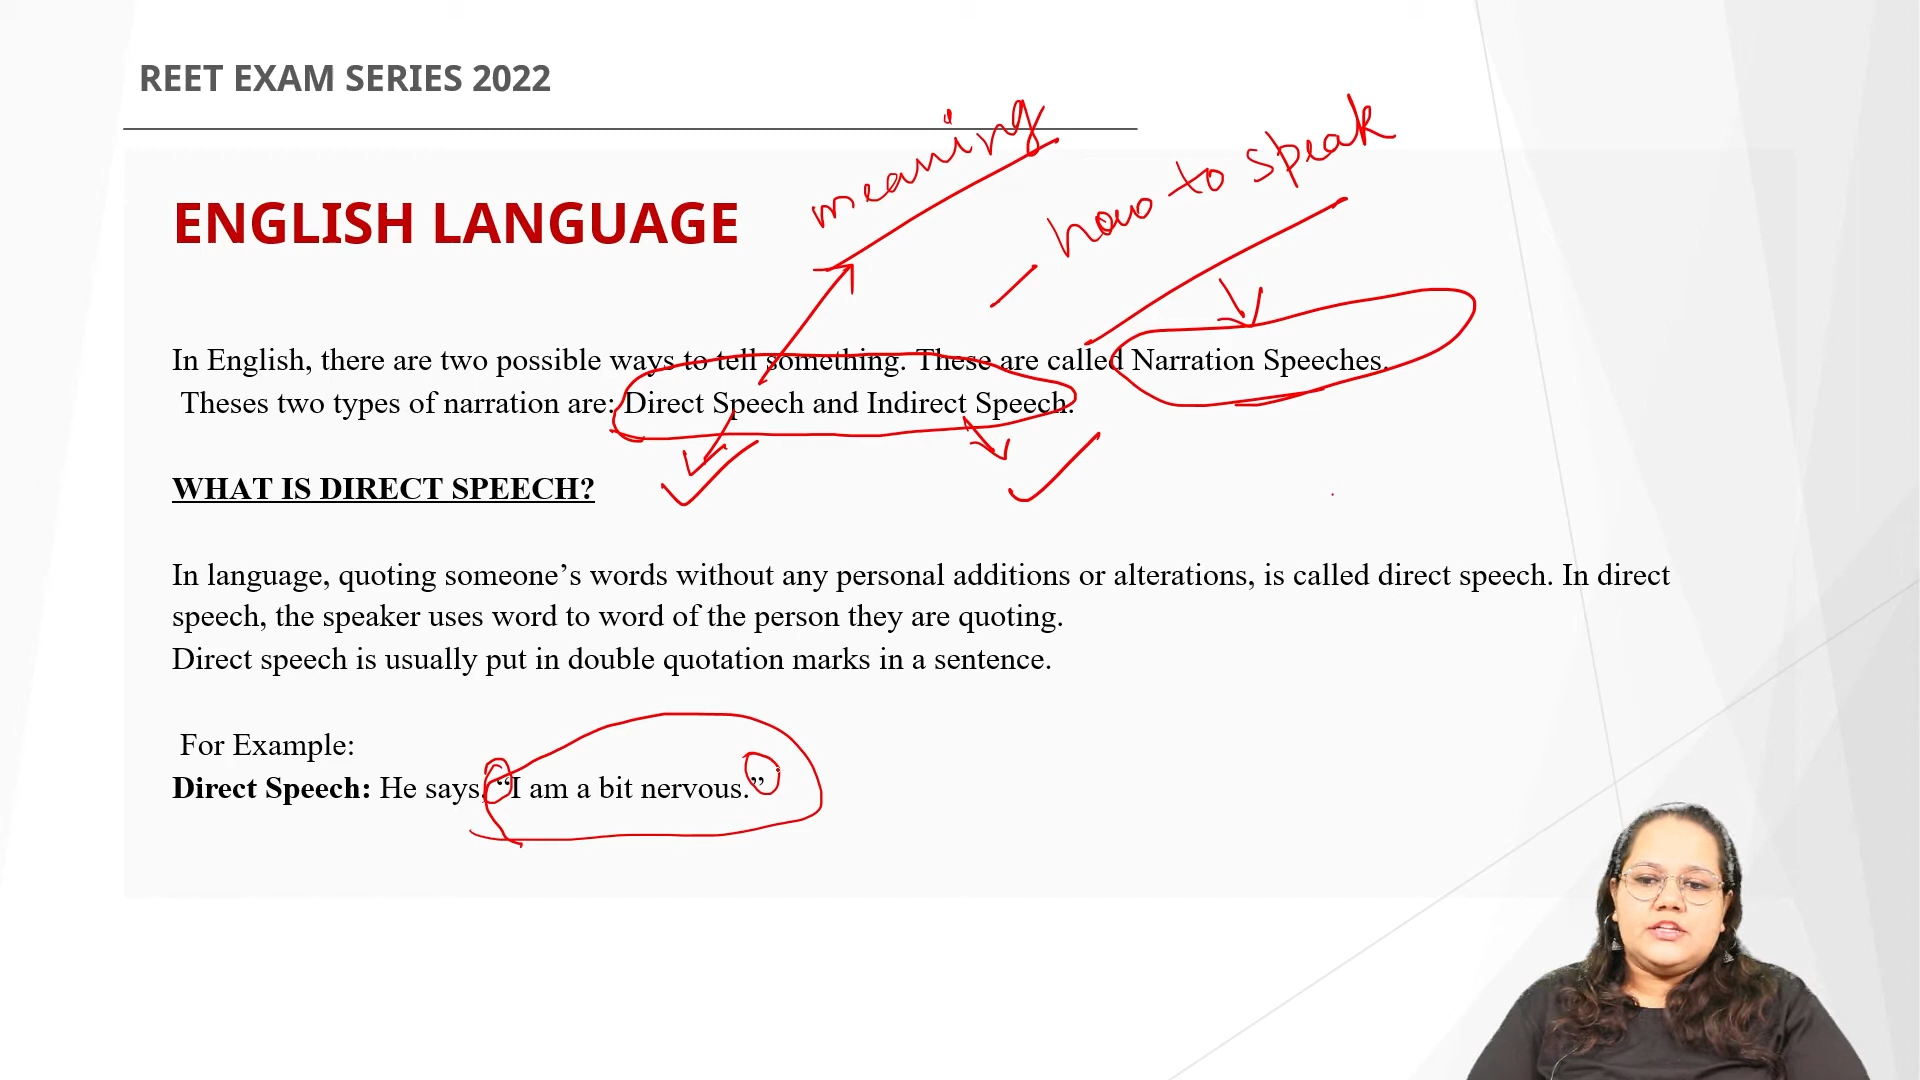 REET EXAM SERIES 2022
meaning
how to speak
ENGLISH LANGUAGE
In English, there are two possible ways to tell something. These are called Narration Speeches.
Theses two types of narration are: Direct Speech and Indirect Speech.
WHAT IS DIRECT SPEECH?
In language, quoting someone’s words without any personal additions or alterations, is called direct speech. In direct
speech, the speaker uses word to word of the person they are quoting.
Direct speech is usually put in double quotation marks in a sentence.
For Example:
Direct Speech: He says, “I am a bit nervous.”